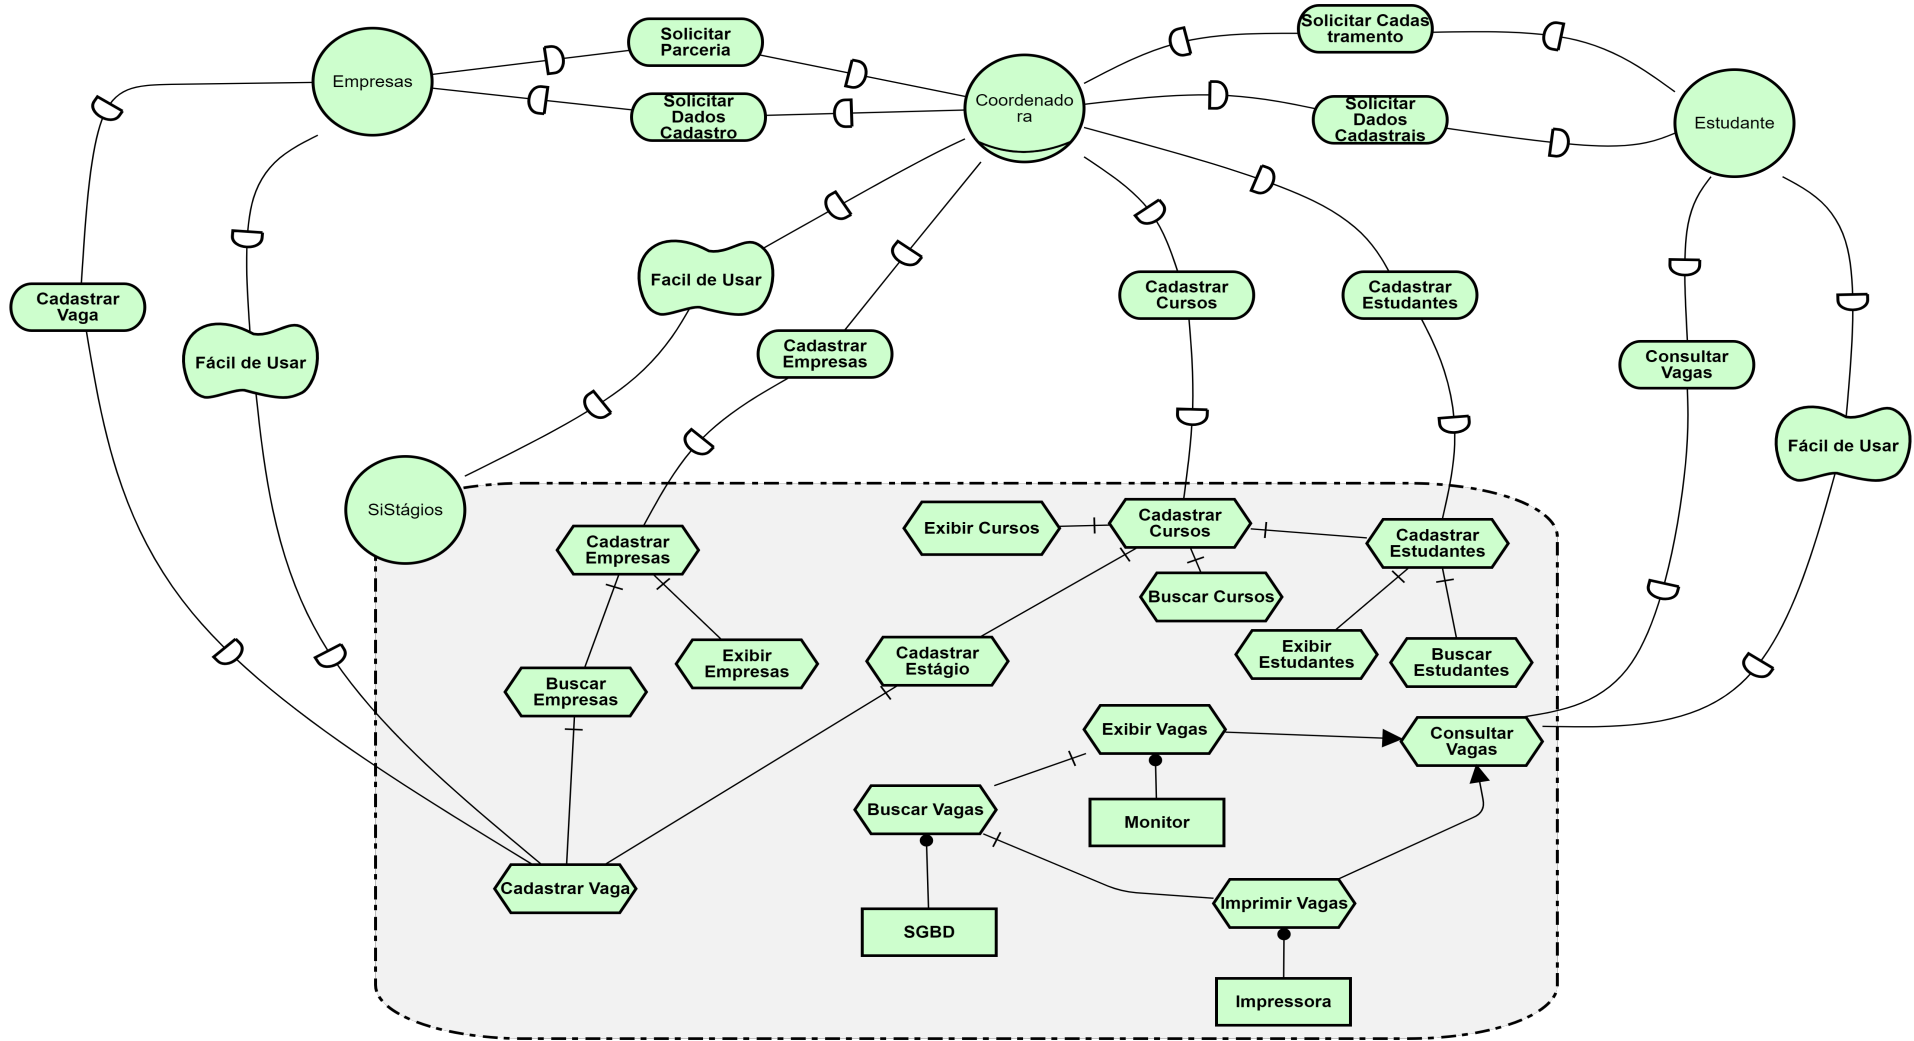 Solicitar
Parceria
Solicitar Cadas
tramento
Empresas
Solicitar
Dados
Cadastro
Coordenado
ra
Solicitar
Dados
Cadastrais
Estudante
Cadastrar
Vaga
Fácil de Usar
Facil de Usar
Cadastrar
Empresas
Cadastrar
Cursos
Cadastrar
Estudantes
Consultar
Vagas
Fácil de Usar
SiStágios
Cadastrar
Empresas
Exibir Cursos
Cadastrar
Cursos
Cadastrar
Estudantes
Buscar Cursos
Buscar
Empresas
Exibir
Empresas
Cadastrar
Estágio
Exibir
Estudantes
Buscar
Estudantes
Exibir Vagas
Consultar
Vagas
Buscar Vagas
Monitor
Cadastrar Vaga
Imprimir Vagas
SGBD
Impressora